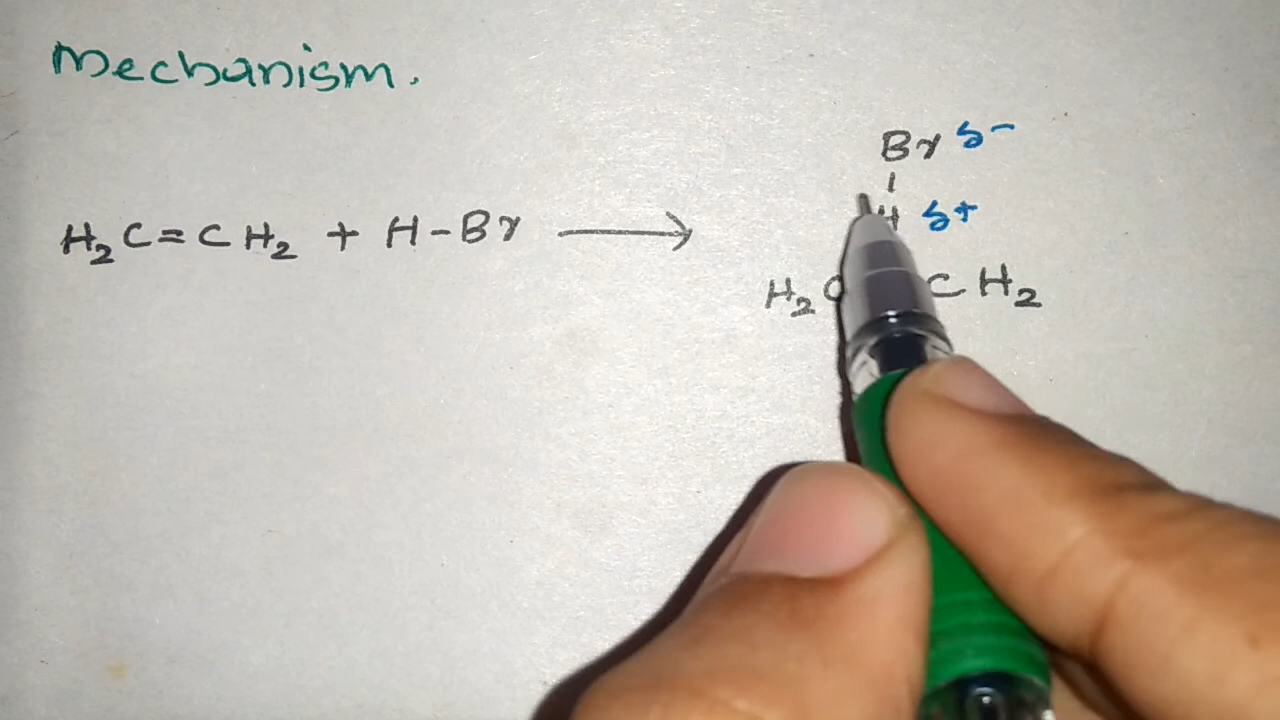 Mechanism.
Br δ-
H δ+
H₂C=CH₂ + H-Br ⟶
H₂C CH₂